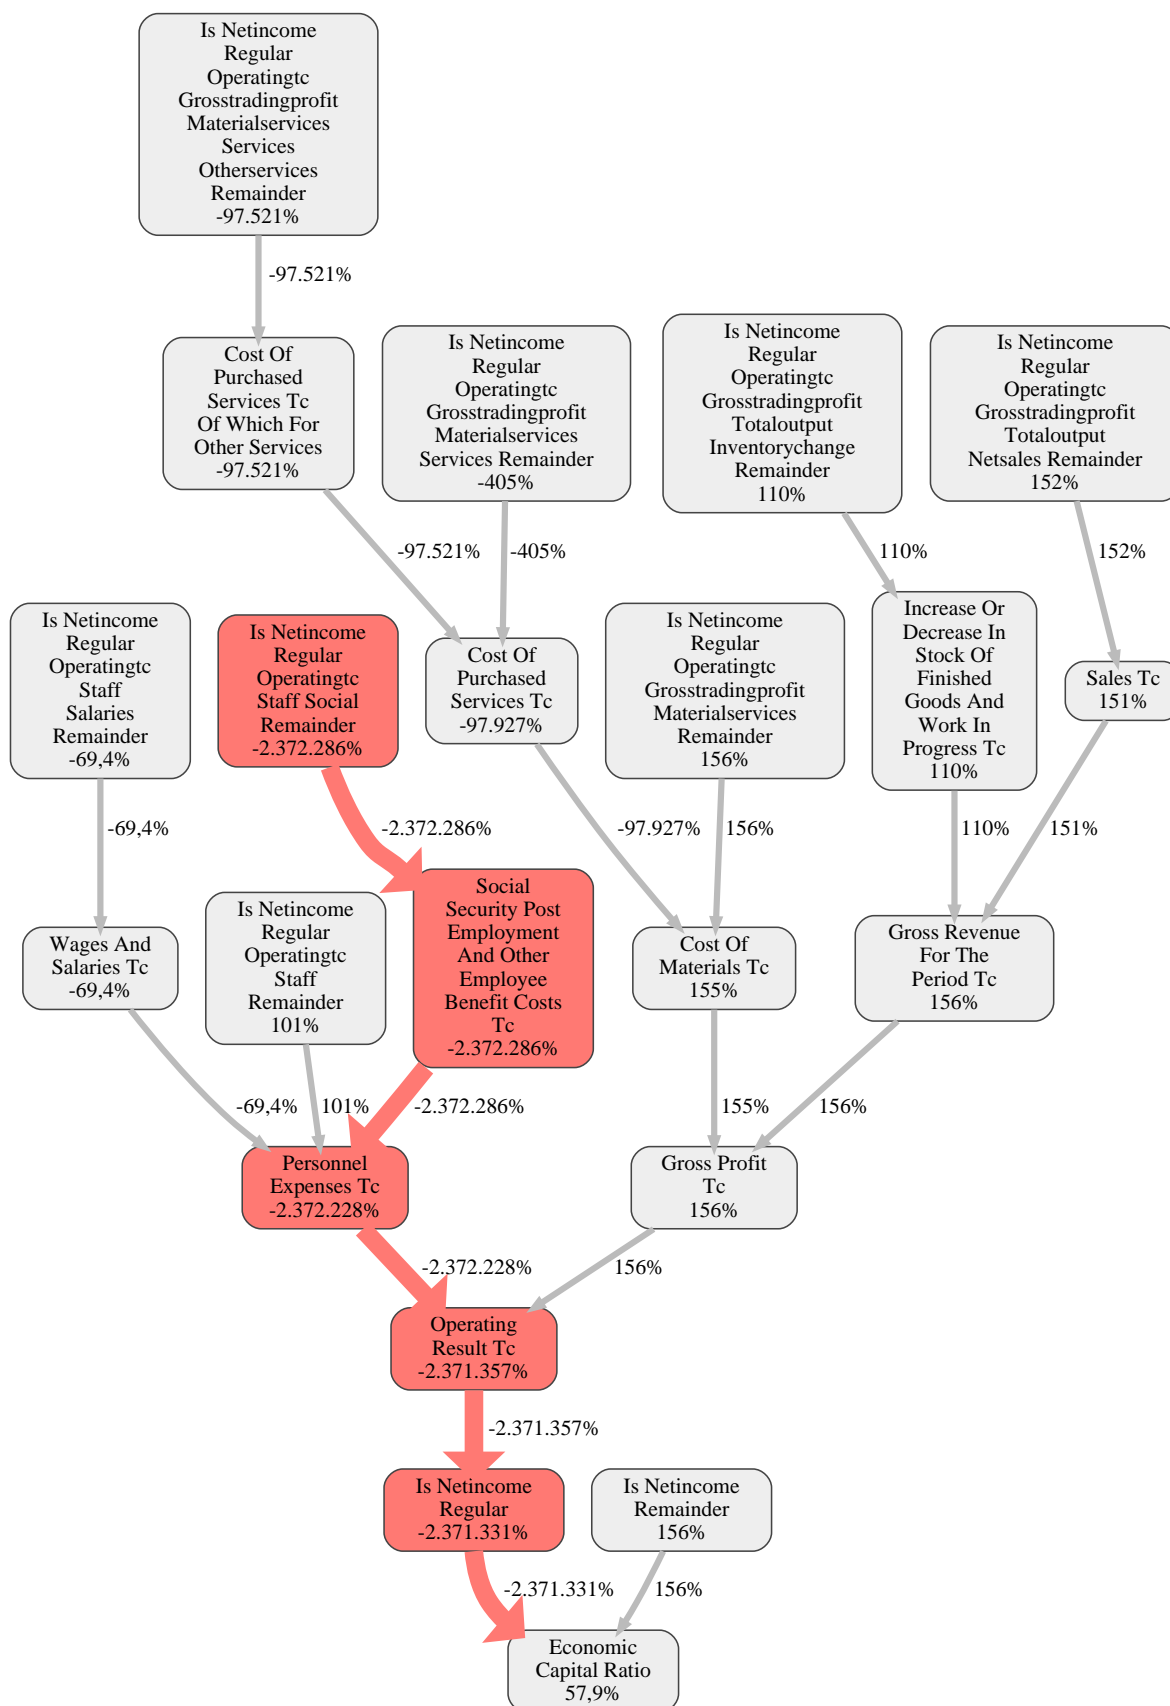 Is Netincome
Regular
Operatingtc
Grosstradingprofit
Materialservices
Services
Otherservices
Remainder
-97.521%
-97.521%
Cost Of
Purchased
Services Tc
Of Which For
Other Services
-97.521%
Is Netincome
Regular
Operatingtc
Grosstradingprofit
Materialservices
Services Remainder
-405%
Is Netincome
Regular
Operatingtc
Grosstradingprofit
Totaloutput
Inventorychange
Remainder
110%
Is Netincome
Regular
Operatingtc
Grosstradingprofit
Totaloutput
Netsales Remainder
152%
-97.521%
-405%
110%
152%
Is Netincome
Regular
Operatingtc
Staff
Salaries
Remainder
-69,4%
Is Netincome
Regular
Operatingtc
Staff Social
Remainder
-2.372.286%
Cost Of
Purchased
Services Tc
-97.927%
Is Netincome
Regular
Operatingtc
Grosstradingprofit
Materialservices
Remainder
156%
Increase Or
Decrease In
Stock Of
Finished
Goods And
Work In
Progress Tc
110%
Sales Tc
151%
-69,4%
-2.372.286%
-97.927%
156%
110%
151%
Wages And
Salaries Tc
-69,4%
Is Netincome
Regular
Operatingtc
Staff
Remainder
101%
Social
Security Post
Employment
And Other
Employee
Benefit Costs
Tc
-2.372.286%
Cost Of
Materials Tc
155%
Gross Revenue
For The
Period Tc
156%
-69,4%
101%
-2.372.286%
155%
156%
Personnel
Expenses Tc
-2.372.228%
Gross Profit
Tc
156%
-2.372.228%
156%
Operating
Result Tc
-2.371.357%
-2.371.357%
Is Netincome
Regular
-2.371.331%
Is Netincome
Remainder
156%
-2.371.331%
156%
Economic
Capital Ratio
57,9%